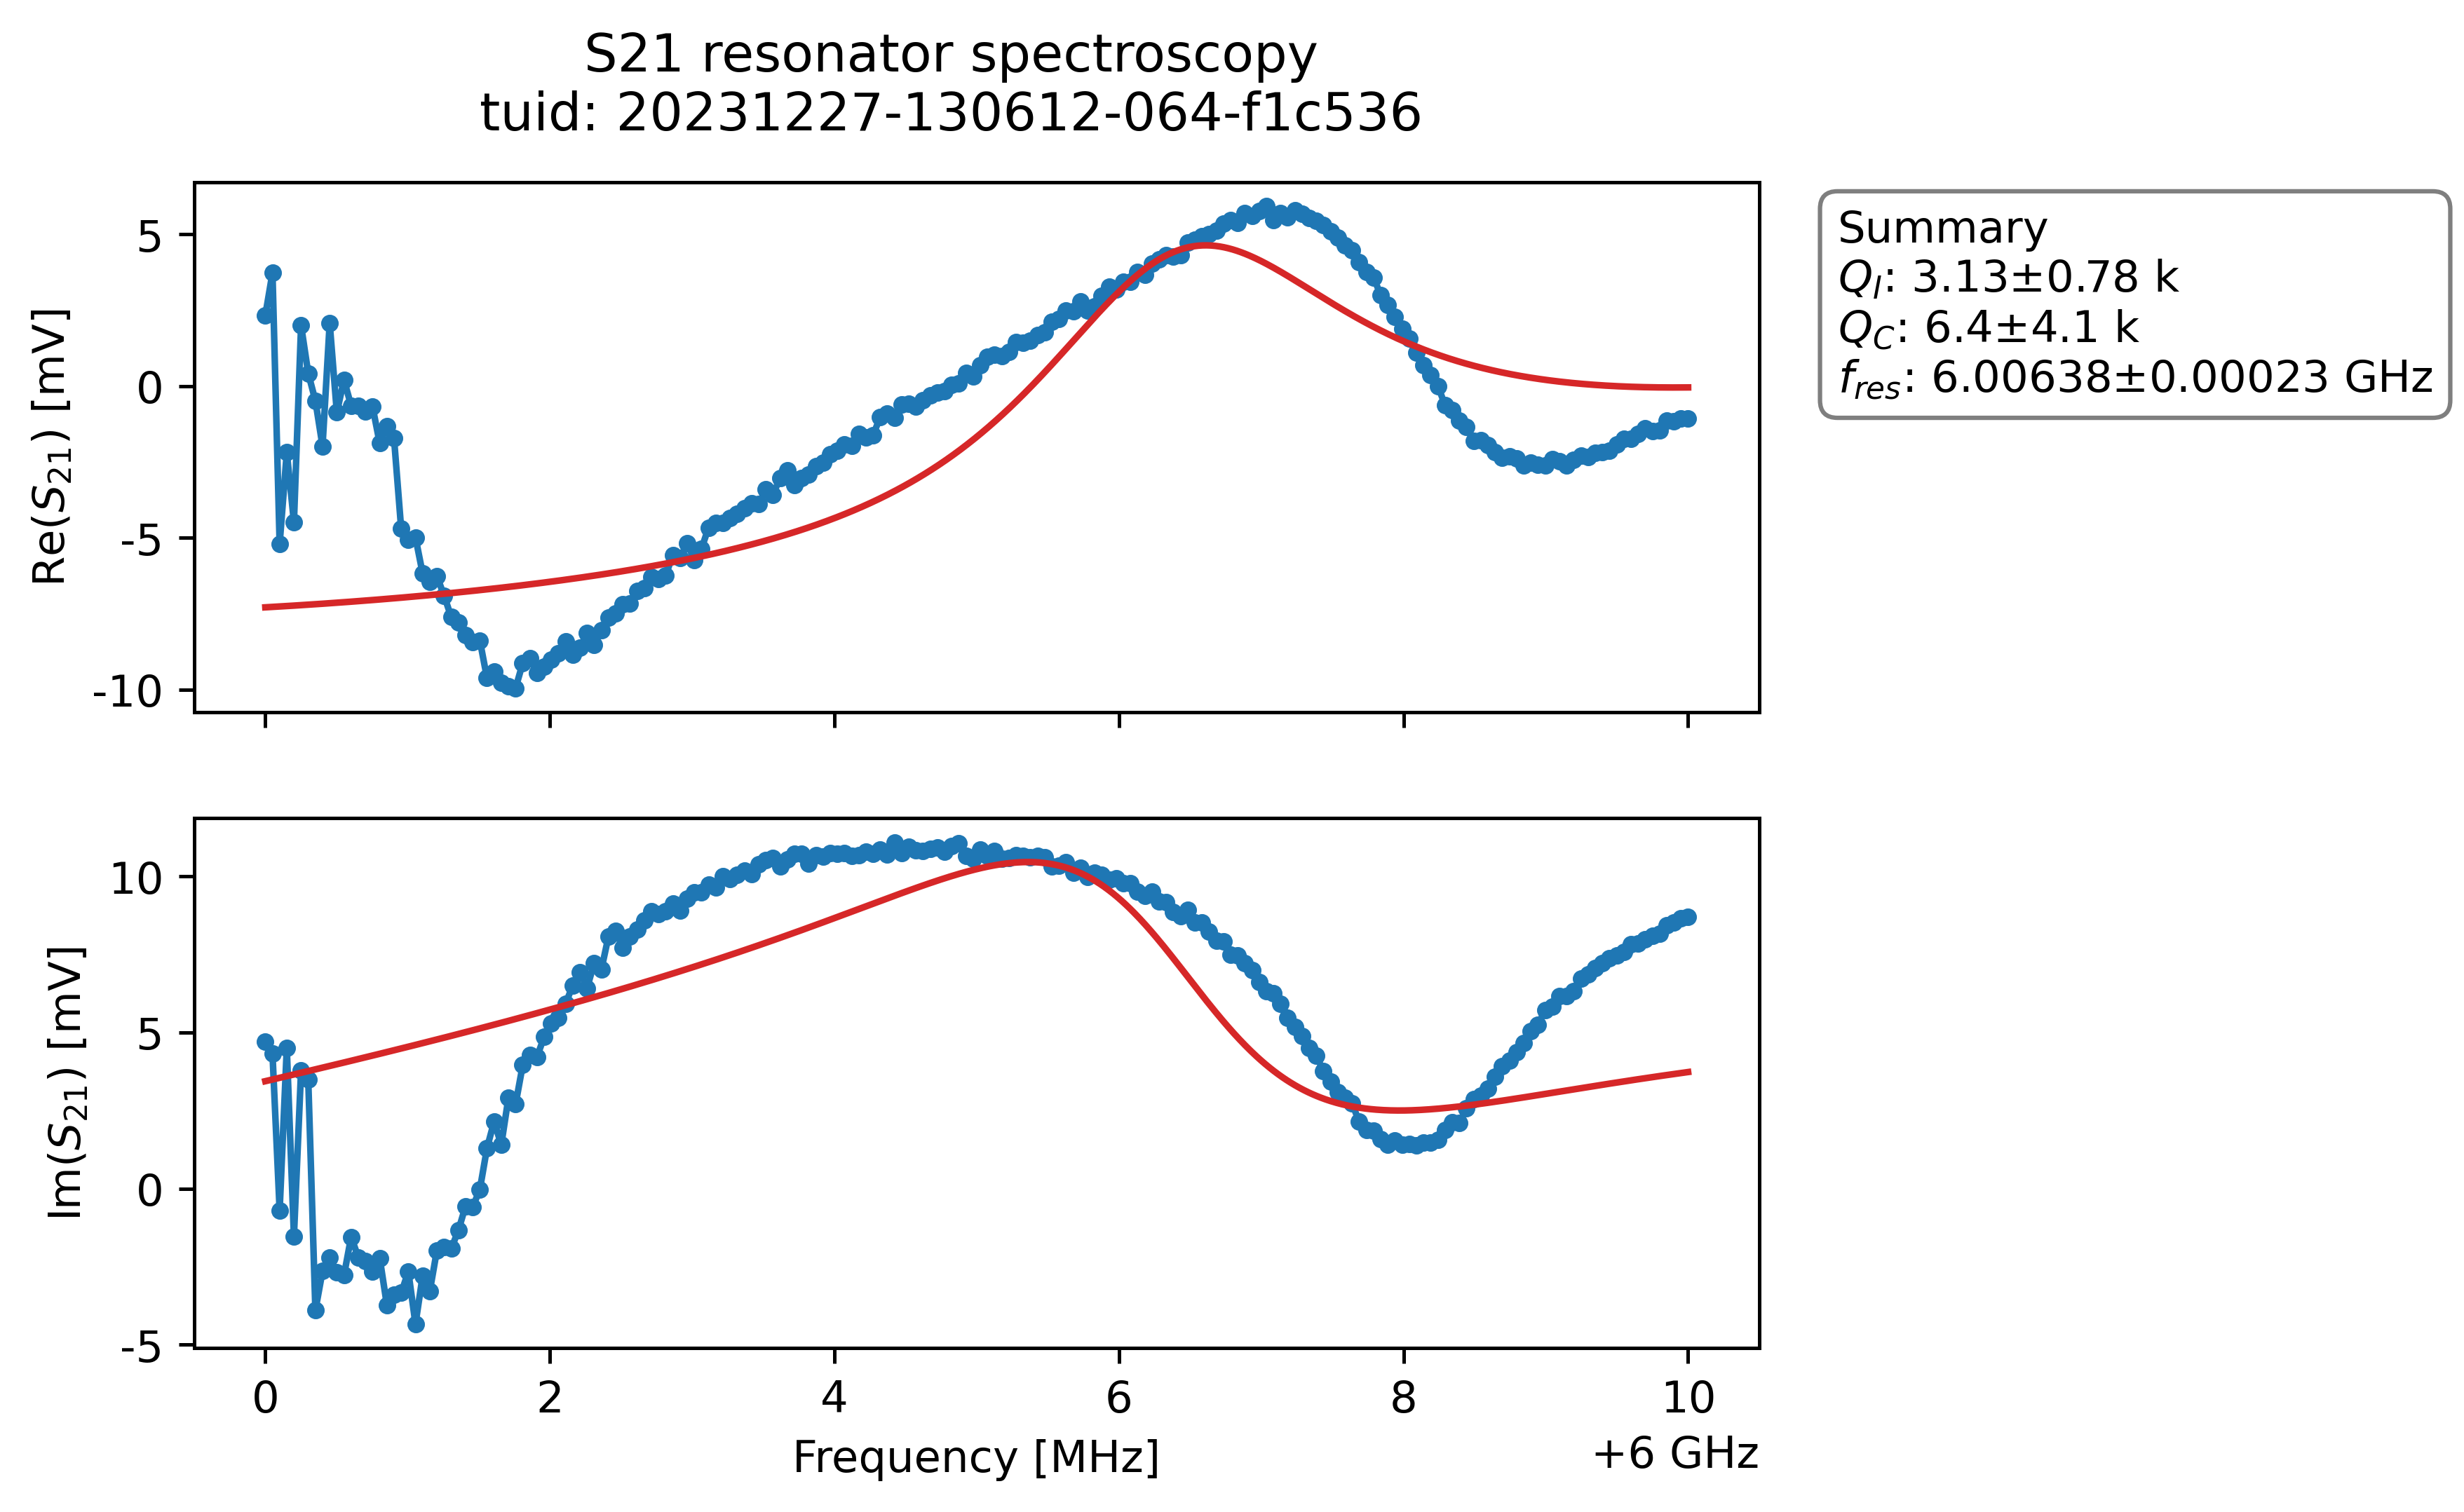 S21 resonator spectroscopy
tuid: 20231227-130612-064-f1c536
5
0
-5
-10
Re(S₂₁) [mV]
Summary
Q_I: 3.13±0.78 k
Q_C: 6.4±4.1 k
f_res: 6.00638±0.00023 GHz
10
5
0
-5
Im(S₂₁) [mV]
0 2 4 6 8 10
Frequency [MHz]
+6 GHz